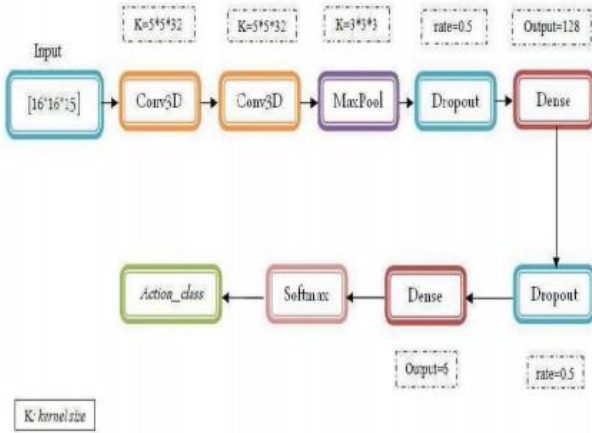 K=5*5*32
K=5*5*32
K=3*3*3
rate=0.5
Output=128
Input
[16*16*15]
Conv3D
Conv3D
MaxPool
Dropout
Dense
Action_class
Softmax
Dense
Dropout
Output=6
rate=0.5
K: kernel size